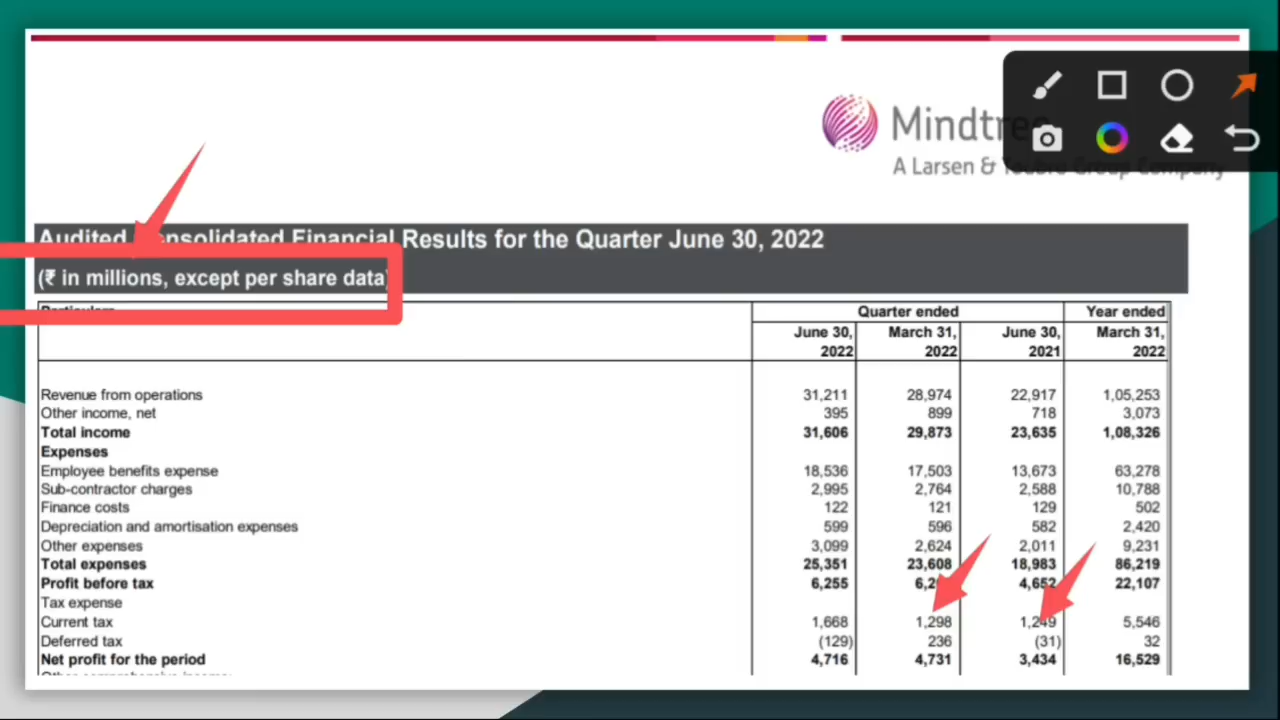 Mindtree
A Larsen & Toubro Group Company
Audited Consolidated Financial Results for the Quarter June 30, 2022
(₹ in millions, except per share data)
Particulars Quarter ended Year ended
June 30, March 31, June 30, March 31,
2022 2022 2021 2022
Revenue from operations 31,211 28,974 22,917 1,05,253
Other income, net 395 899 718 3,073
Total income 31,606 29,873 23,635 1,08,326
Expenses
Employee benefits expense 18,536 17,503 13,673 63,278
Sub-contractor charges 2,995 2,764 2,588 10,788
Finance costs 122 121 129 502
Depreciation and amortisation expenses 599 596 582 2,420
Other expenses 3,099 2,624 2,011 9,231
Total expenses 25,351 23,608 18,983 86,219
Profit before tax 6,255 4,652 22,107
Tax expense
Current tax 1,668 1,298 1,249 5,546
Deferred tax (129) 236 (31) 32
Net profit for the period 4,716 4,731 3,434 16,529